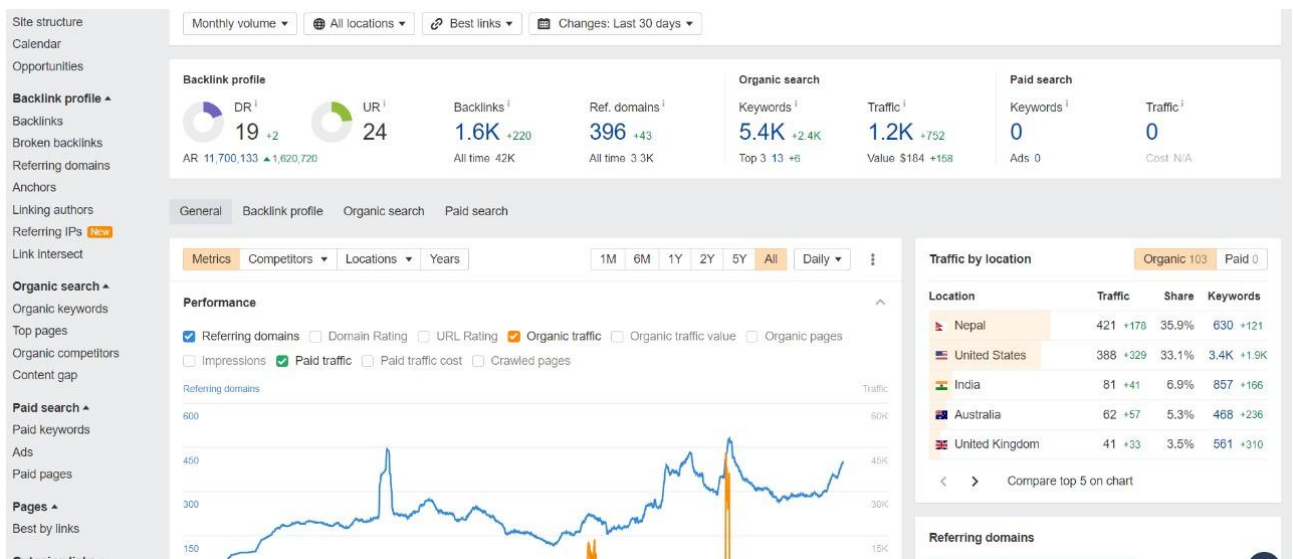 Site structure
Calendar
Opportunities
Backlink profile
Backlinks
Broken backlinks
Referring domains
Anchors
Linking authors
Referring IPs New
Link intersect
Organic search
Organic keywords
Top pages
Organic competitors
Content gap
Paid search
Paid keywords
Ads
Paid pages
Pages
Best by links
Monthly volume All locations Best links Changes: Last 30 days
Backlink profile
DR
19 +2
AR 11,700,133 1,620,720
UR
24
Backlinks
1.6K +220
All time 42K
Ref. domains
396 +43
All time 3.3K
Organic search
Keywords
5.4K +2.4K
Top 3 13 +6
Traffic
1.2K +752
Value $184 +158
Paid search
Keywords
0
Ads 0
Traffic
0
Cost N/A
General Backlink profile Organic search Paid search
Metrics Competitors Locations Years 1M 6M 1Y 2Y 5Y All Daily
Performance
Referring domains Domain Rating URL Rating Organic traffic Organic traffic value Organic pages
Impressions Paid traffic Paid traffic cost Crawled pages
Referring domains Traffic
600 60K
450 45K
300 30K
150 15K
Traffic by location Organic 103 Paid 0
Location Traffic Share Keywords
Nepal 421 +178 35.9% 630 +121
United States 388 +329 33.1% 3.4K +1.9K
India 81 +41 6.9% 857 +166
Australia 62 +57 5.3% 468 +236
United Kingdom 41 +33 3.5% 561 +310
Compare top 5 on chart
Referring domains